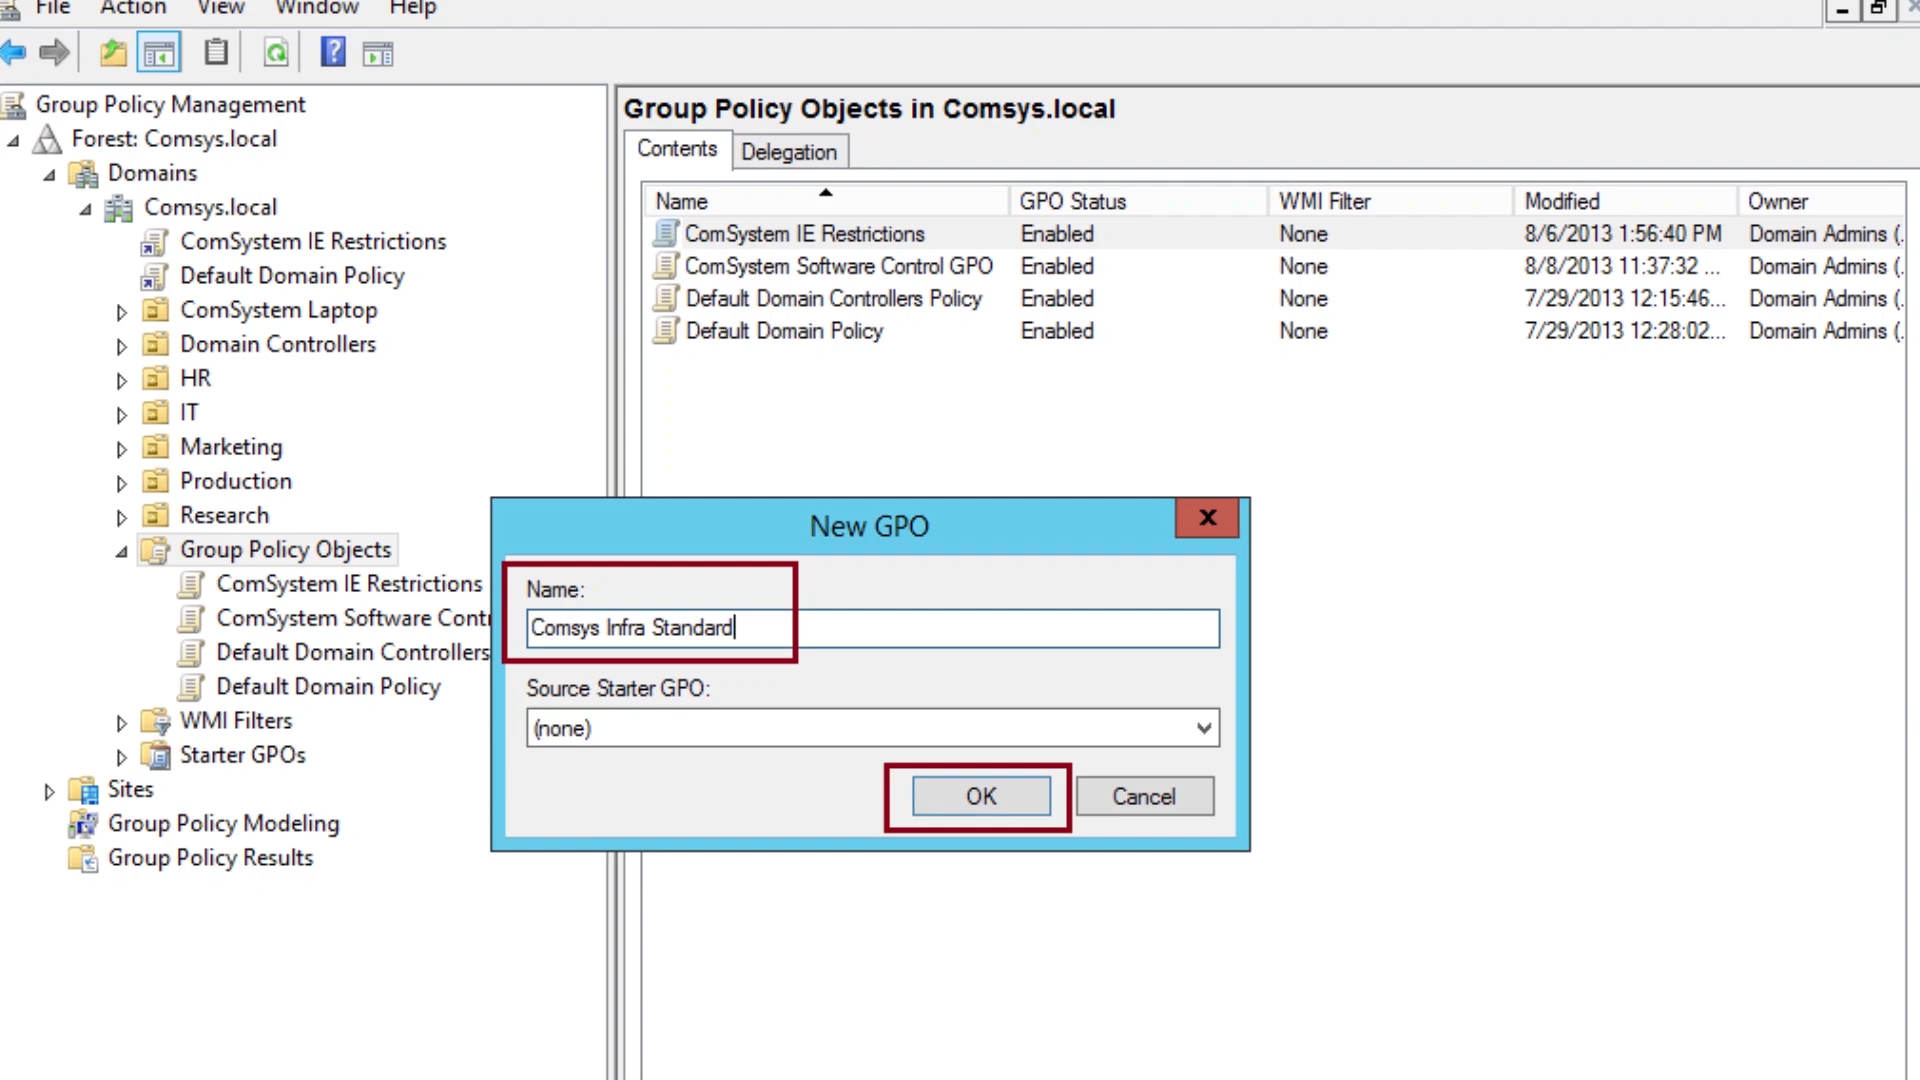 File Action View Window Help
Group Policy Management
Forest: Comsys.local
Domains
Comsys.local
ComSystem IE Restrictions
Default Domain Policy
ComSystem Laptop
Domain Controllers
HR
IT
Marketing
Production
Research
Group Policy Objects
ComSystem IE Restrictions
ComSystem Software Contr
Default Domain Controllers
Default Domain Policy
WMI Filters
Starter GPOs
Sites
Group Policy Modeling
Group Policy Results
Group Policy Objects in Comsys.local
Contents Delegation
Name GPO Status WMI Filter Modified Owner
ComSystem IE Restrictions Enabled None 8/6/2013 1:56:40 PM Domain Admins (.
ComSystem Software Control GPO Enabled None 8/8/2013 11:37:32 ... Domain Admins (.
Default Domain Controllers Policy Enabled None 7/29/2013 12:15:46... Domain Admins (.
Default Domain Policy Enabled None 7/29/2013 12:28:02... Domain Admins (.
New GPO
x
Name:
Comsys Infra Standard
Source Starter GPO:
(none)
OK Cancel